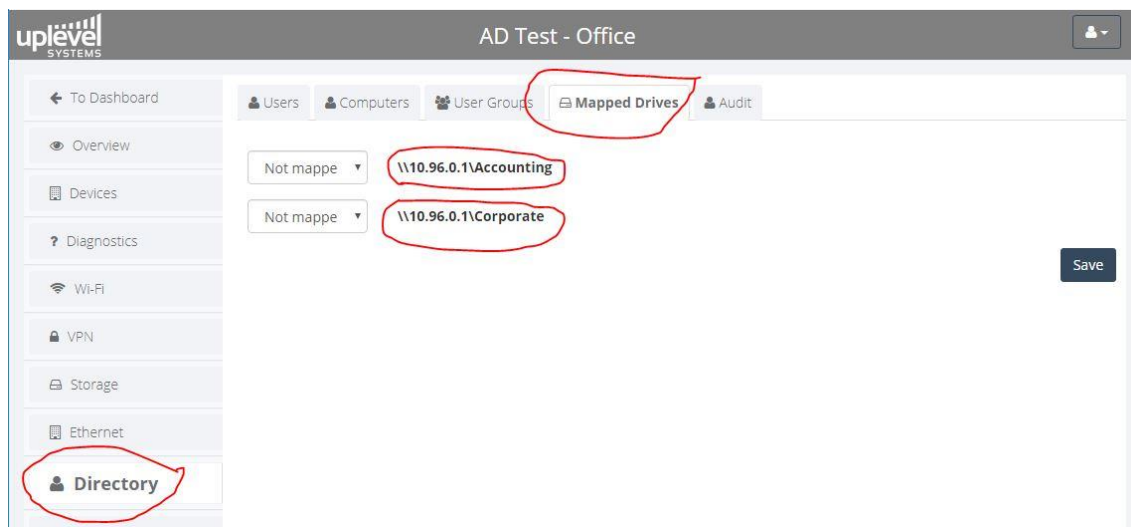 uplevel
SYSTEMS
AD Test - Office
To Dashboard
Overview
Devices
Diagnostics
Wi-Fi
VPN
Storage
Ethernet
Directory
Users Computers User Groups Mapped Drives Audit
Not mappe \\10.96.0.1\Accounting
Not mappe \\10.96.0.1\Corporate
Save